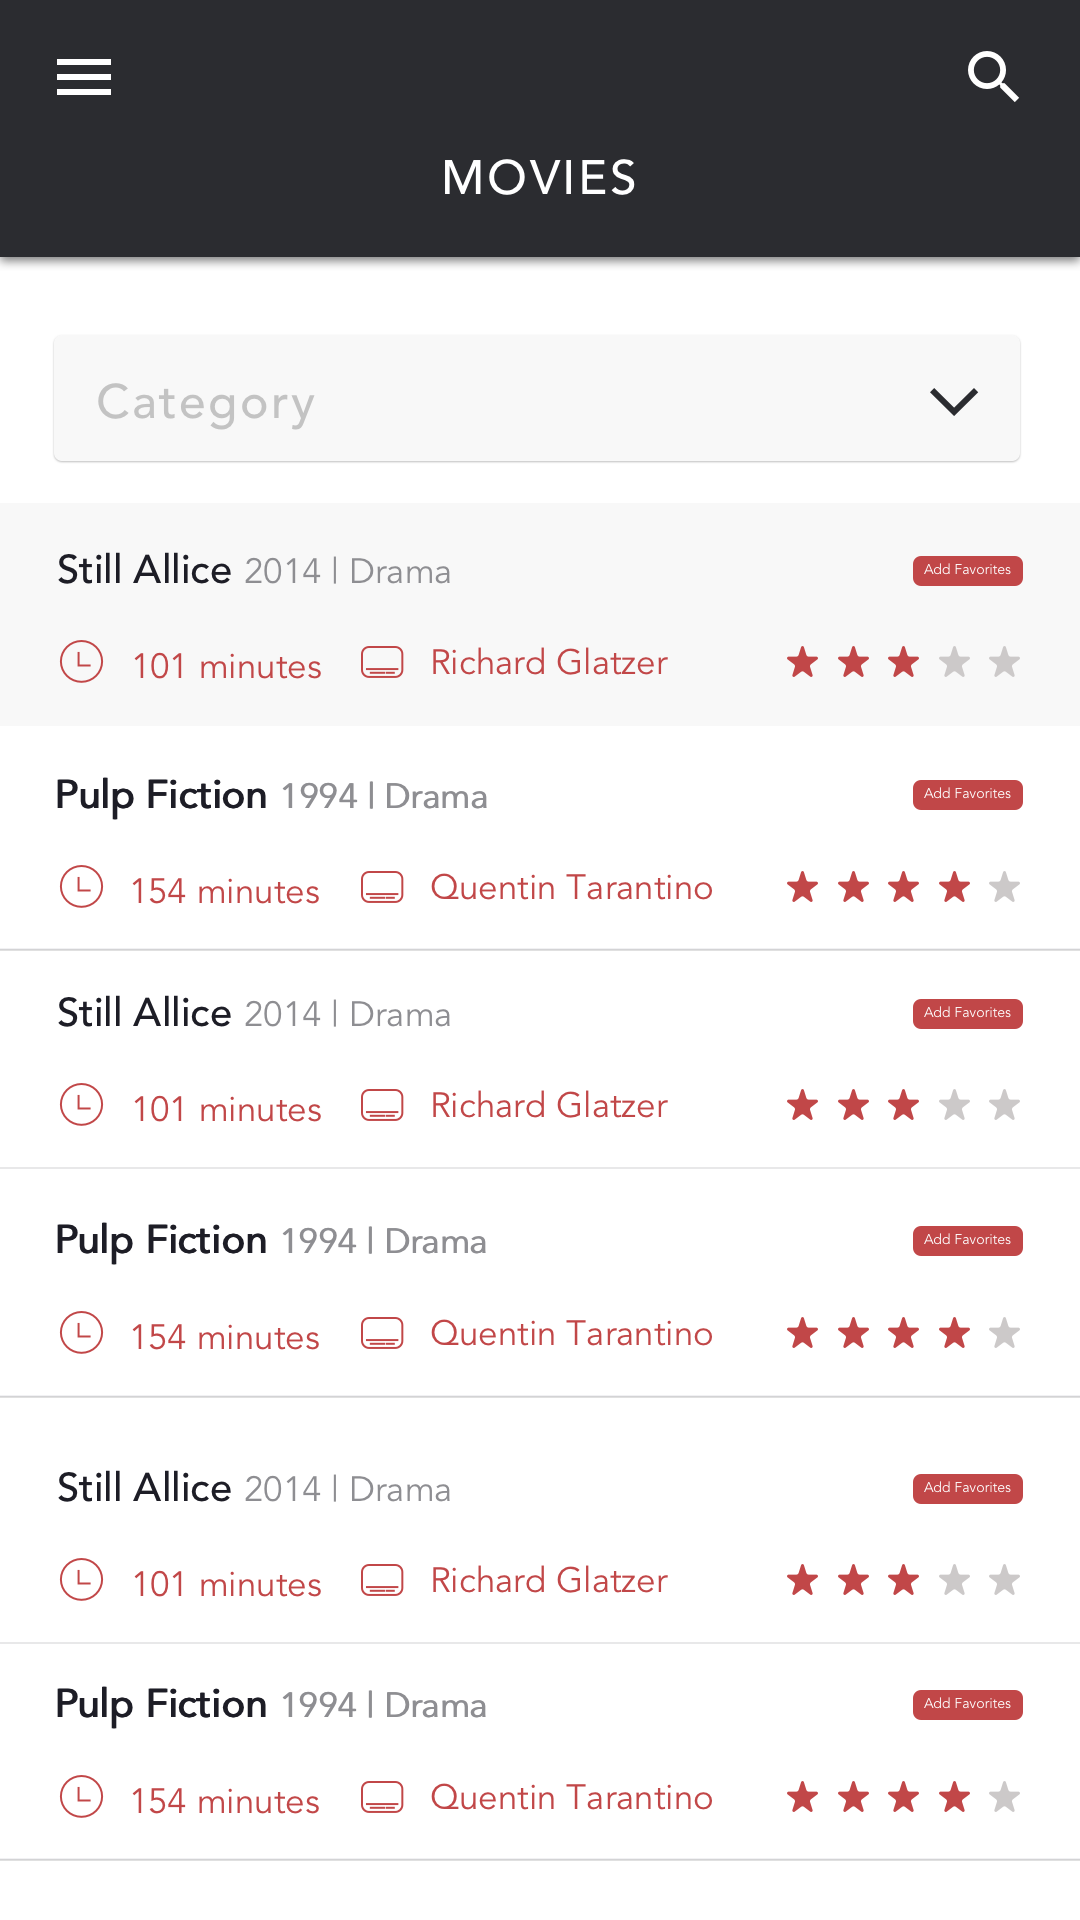 MOVIES
Category
Still Allice 2014 | Drama Add Favorites
101 minutes Richard Glatzer
Pulp Fiction 1994 | Drama Add Favorites
154 minutes Quentin Tarantino
Still Allice 2014 | Drama Add Favorites
101 minutes Richard Glatzer
Pulp Fiction 1994 | Drama Add Favorites
154 minutes Quentin Tarantino
Still Allice 2014 | Drama Add Favorites
101 minutes Richard Glatzer
Pulp Fiction 1994 | Drama Add Favorites
154 minutes Quentin Tarantino